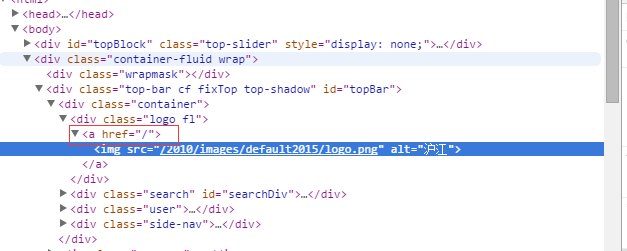 ▶<head>…</head>
▼<body>
▶<div id="topBlock" class="top-slider" style="display: none;">…</div>
▼<div class="container-fluid wrap">
<div class="wrapmask"></div>
▼<div class="top-bar cf fixTop top-shadow" id="topBar">
▼<div class="container">
▼<div class="logo fl">
▼<a href="/">
<img src="/2010/images/default2015/logo.png" alt="沪江">
</a>
</div>
▶<div class="search" id="searchDiv">…</div>
▶<div class="user">…</div>
▶<div class="side-nav">…</div>
</div>